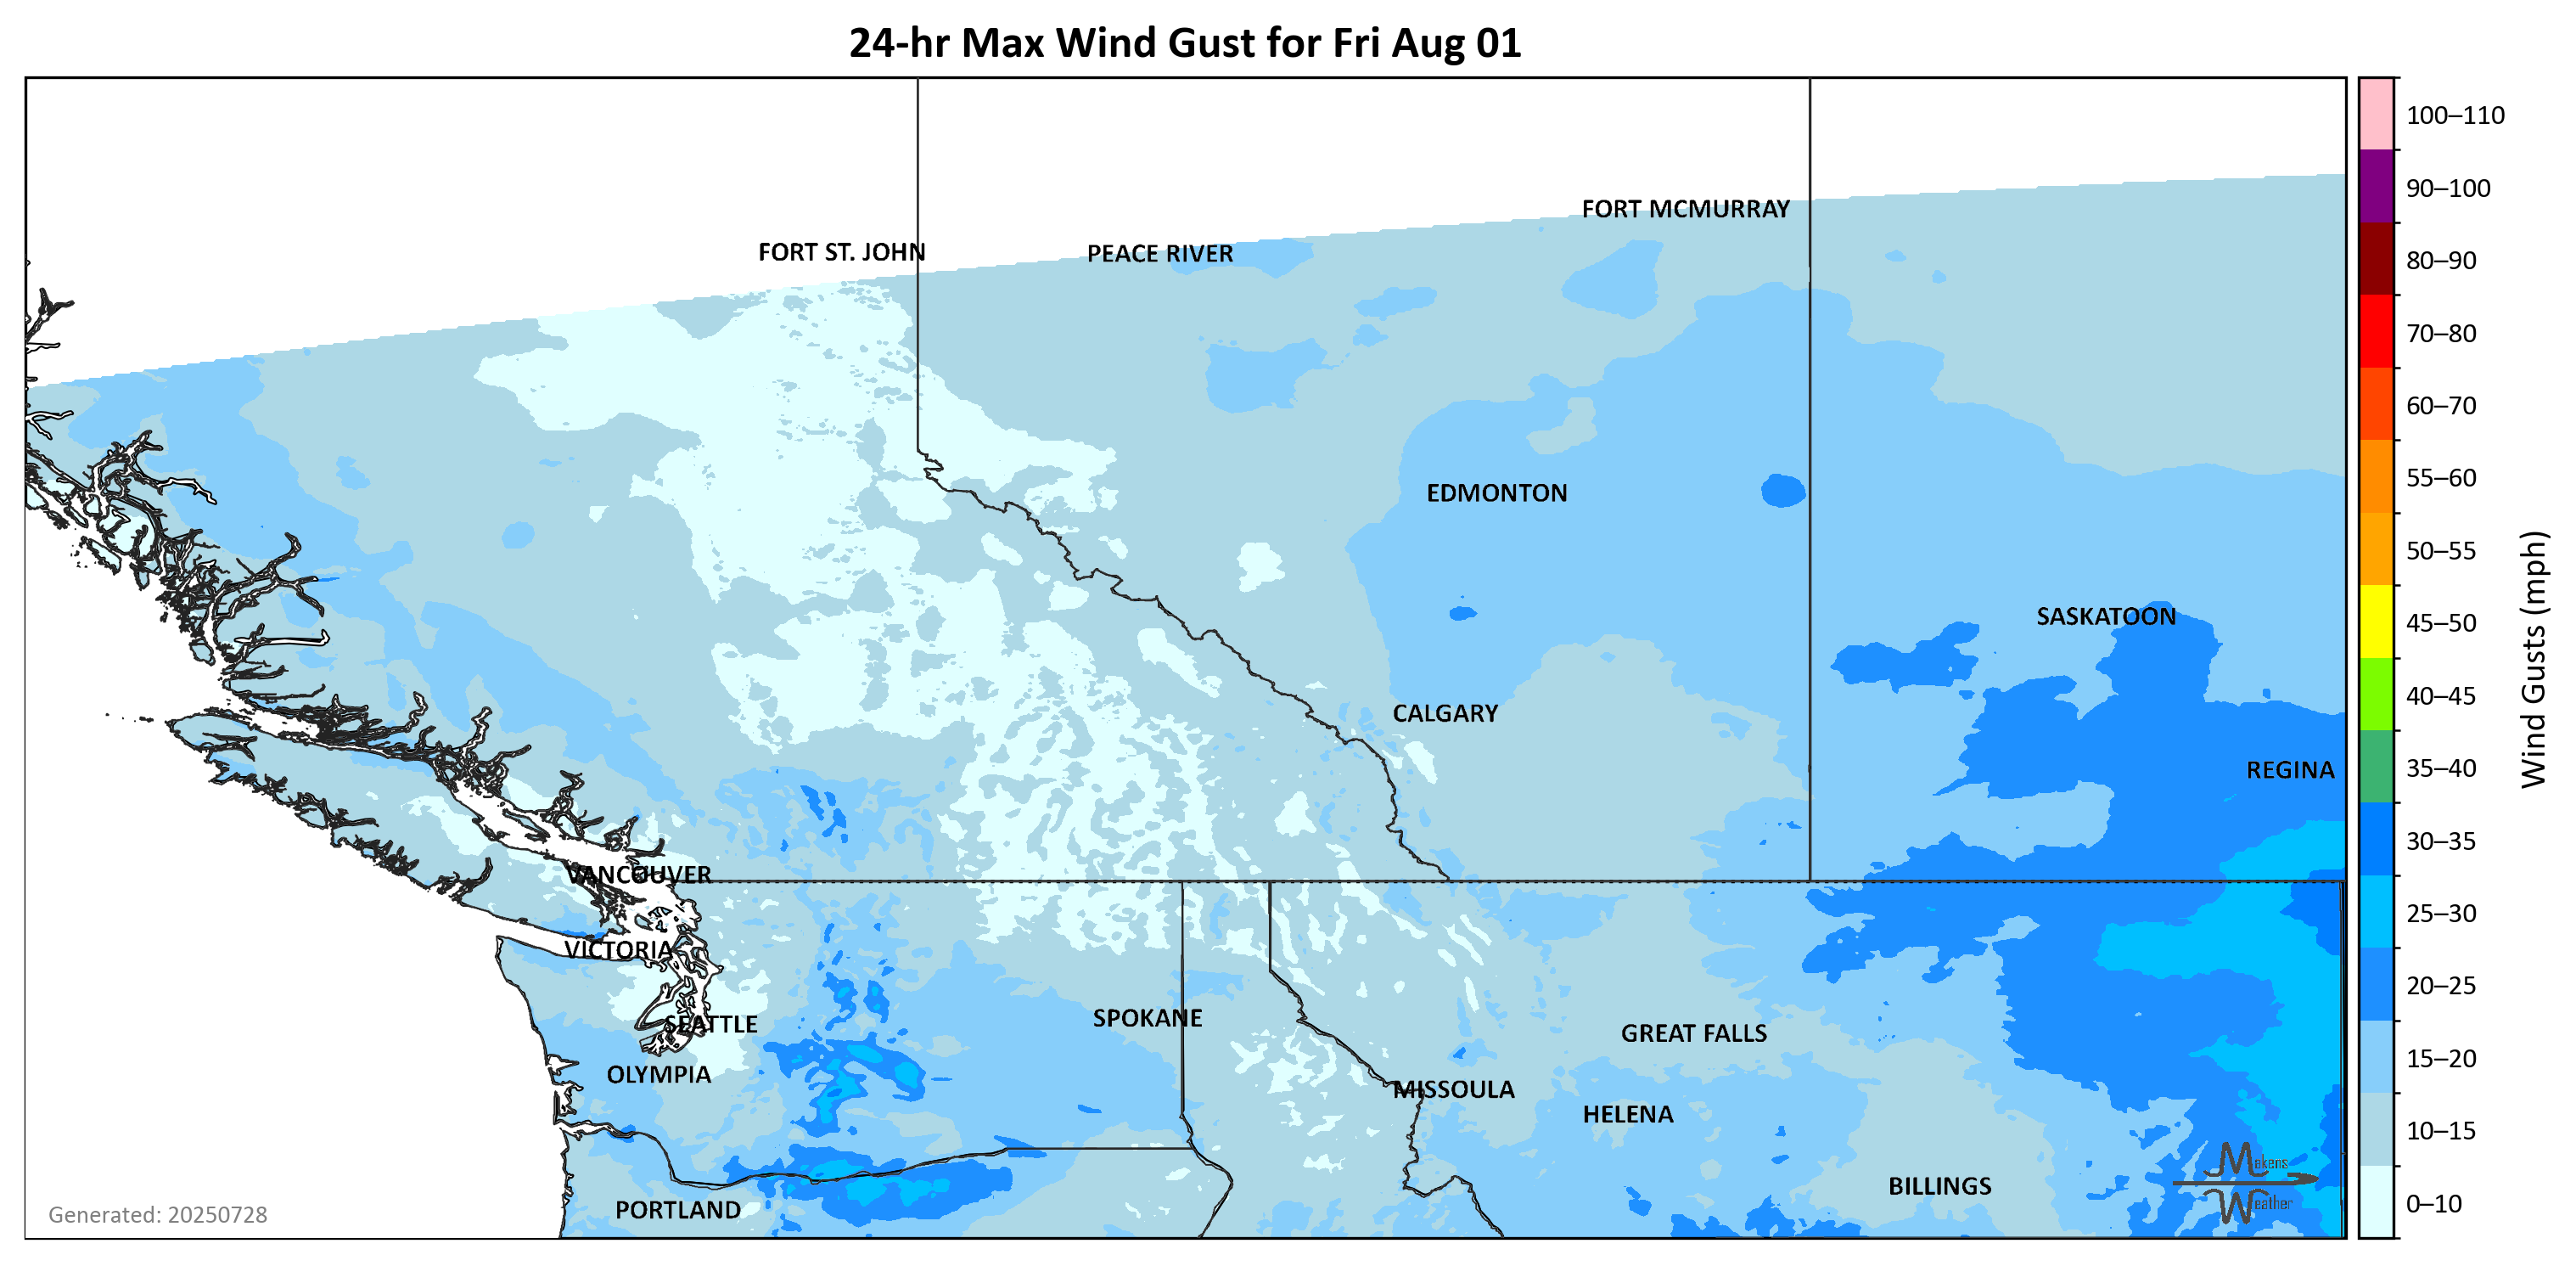 24-hr Max Wind Gust for Fri Aug 01
100–110
90–100
80–90
70–80
60–70
55–60
50–55
45–50
40–45
35–40
30–35
25–30
20–25
15–20
10–15
0–10
Wind Gusts (mph)
FORT MCMURRAY
FORT ST. JOHN
PEACE RIVER
EDMONTON
SASKATOON
CALGARY
REGINA
VANCOUVER
VICTORIA
SEATTLE
SPOKANE
GREAT FALLS
OLYMPIA
MISSOULA
HELENA
BILLINGS
PORTLAND
Makens
Weather
Generated: 20250728